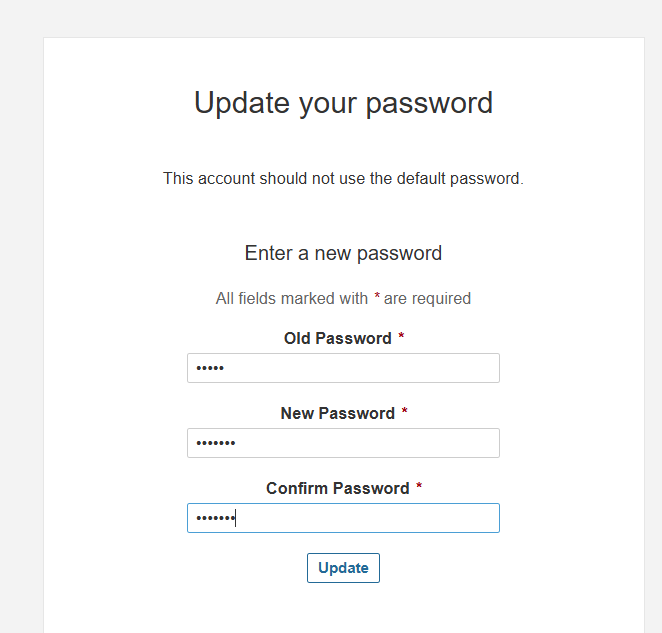 Update your password
This account should not use the default password.
Enter a new password
All fields marked with * are required
Old Password *
•••••
New Password *
•••••••
Confirm Password *
•••••••
Update